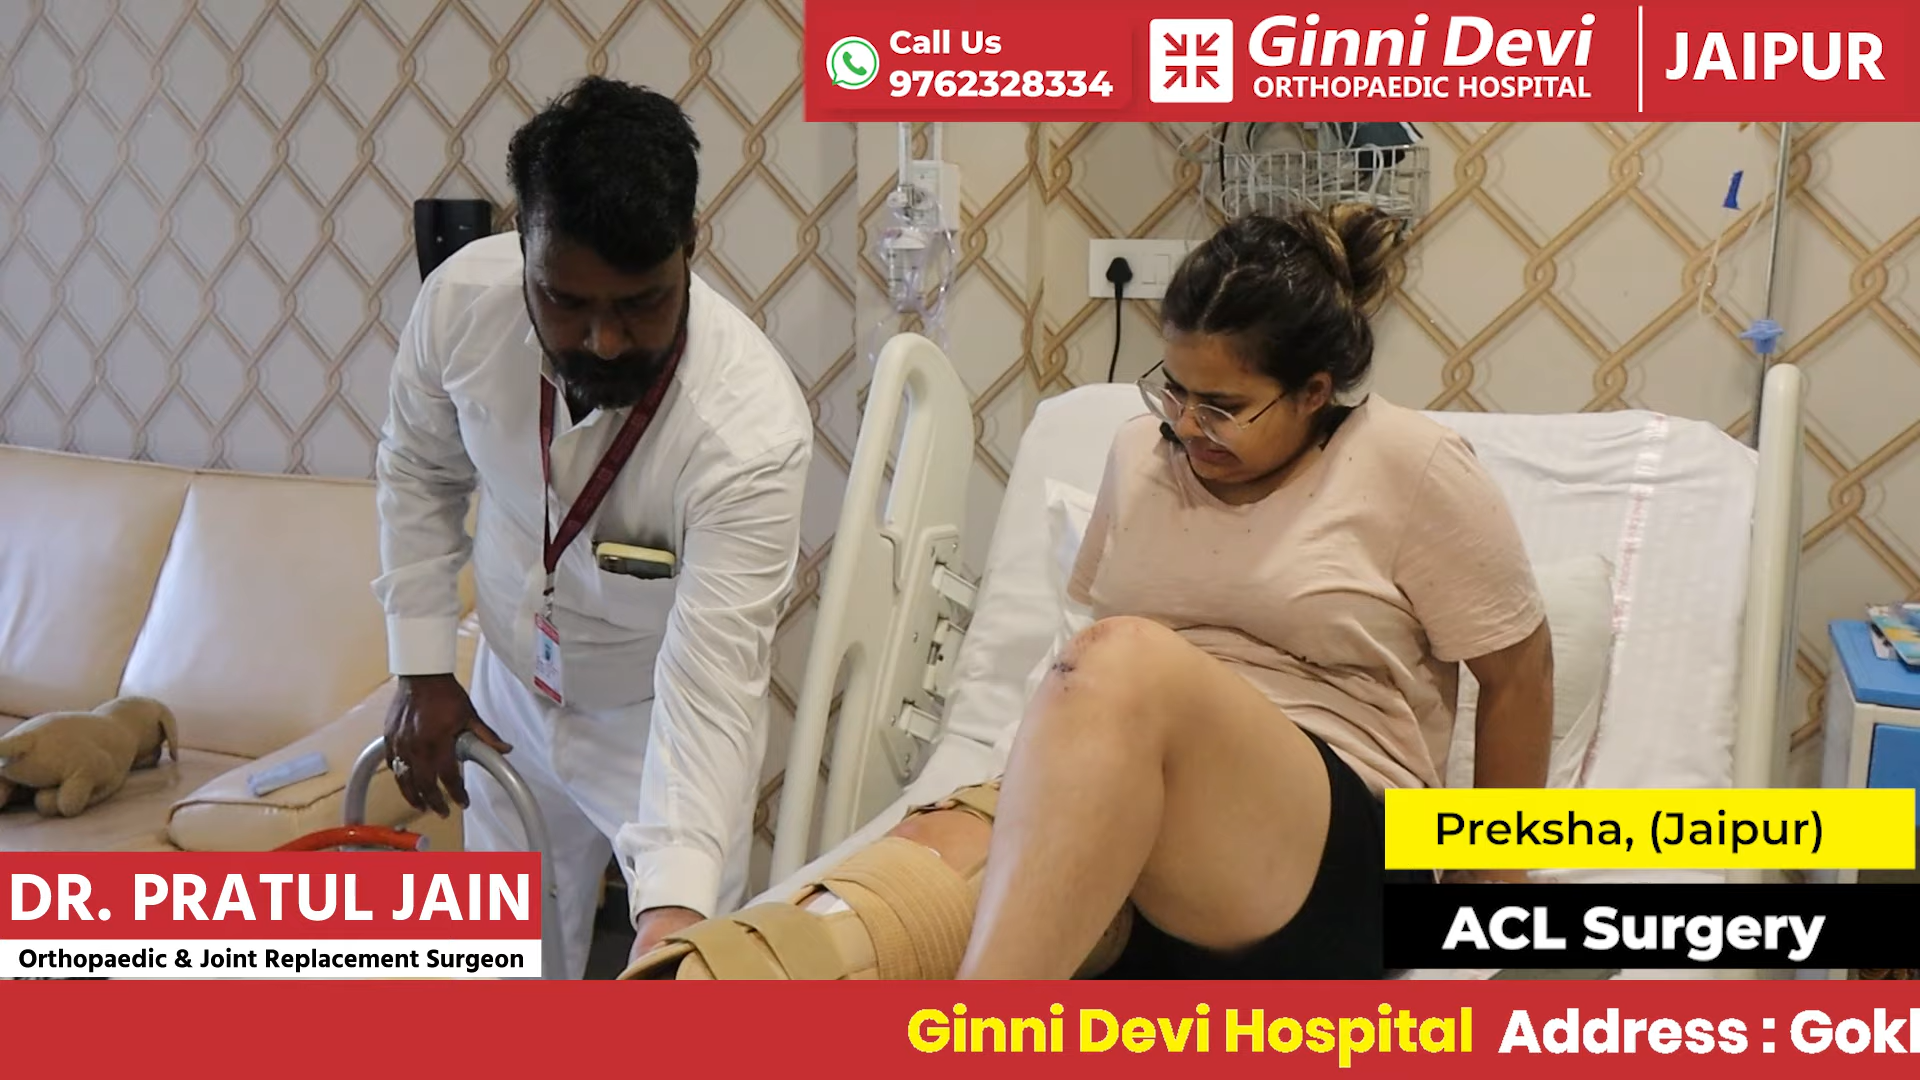 Call Us
9762328334
Ginni Devi
ORTHOPAEDIC HOSPITAL
JAIPUR
Preksha, (Jaipur)
DR. PRATUL JAIN
ACL Surgery
Orthopaedic & Joint Replacement Surgeon
Ginni Devi Hospital Address : Gokl